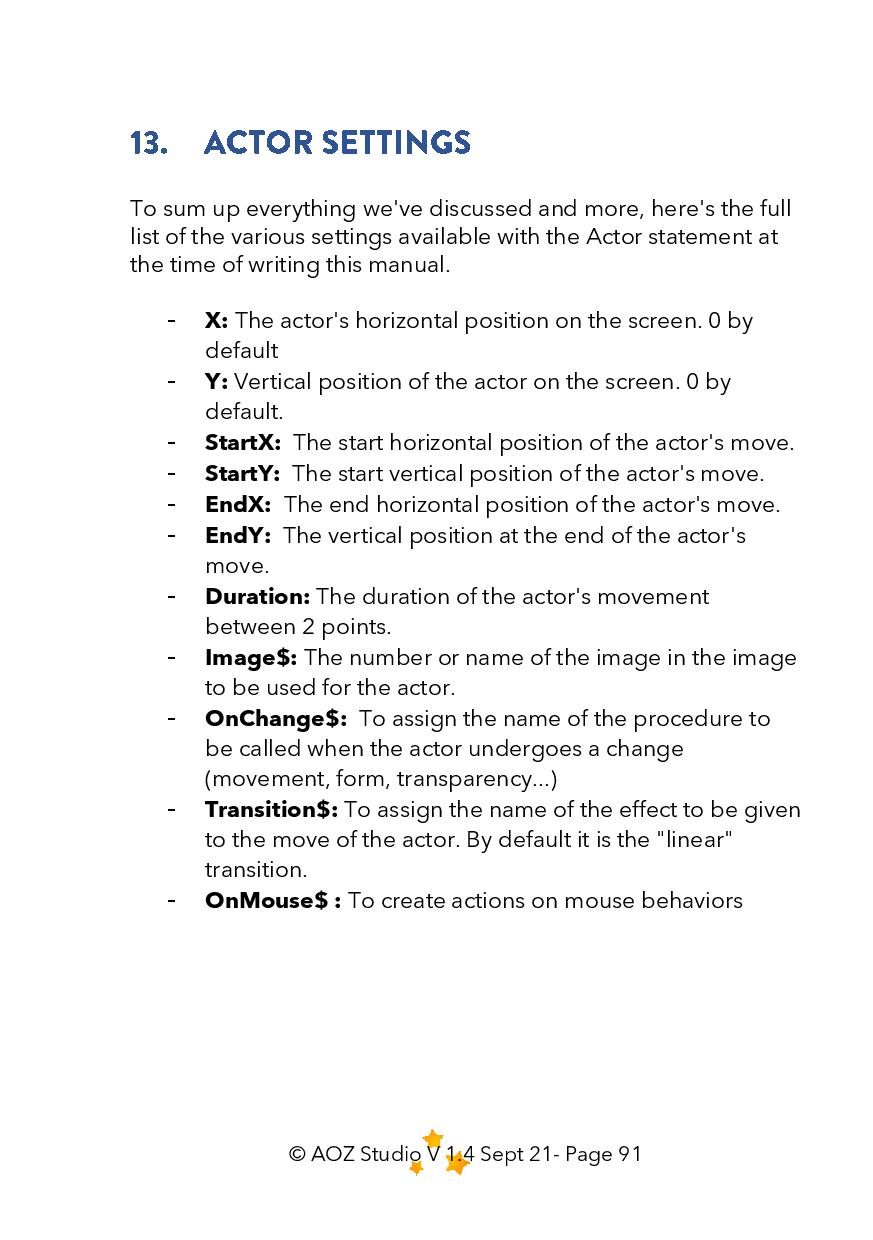 13. ACTOR SETTINGS
To sum up everything we've discussed and more, here's the full
list of the various settings available with the Actor statement at
the time of writing this manual.
- X: The actor's horizontal position on the screen. 0 by
default
- Y: Vertical position of the actor on the screen. 0 by
default.
- StartX: The start horizontal position of the actor's move.
- StartY: The start vertical position of the actor's move.
- EndX: The end horizontal position of the actor's move.
- EndY: The vertical position at the end of the actor's
move.
- Duration: The duration of the actor's movement
between 2 points.
- Image$: The number or name of the image in the image
to be used for the actor.
- OnChange$: To assign the name of the procedure to
be called when the actor undergoes a change
(movement, form, transparency...)
- Transition$: To assign the name of the effect to be given
to the move of the actor. By default it is the "linear"
transition.
- OnMouse$ : To create actions on mouse behaviors
© AOZ Studio V 1.4 Sept 21- Page 91